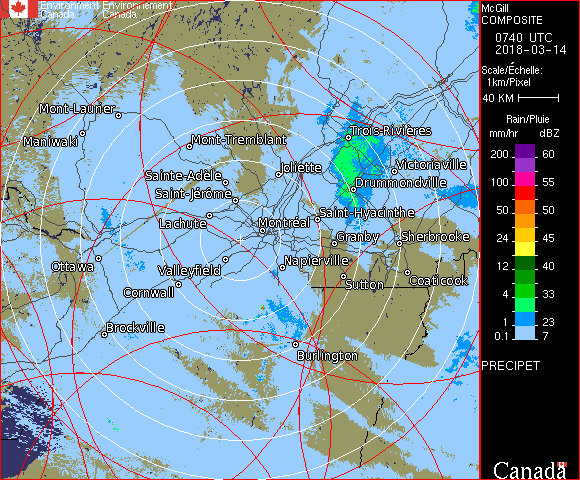 Environment Environnement
Canada Canada
McGill
COMPOSITE
0740 UTC
2018-03-14
Scale/Échelle:
1km/Pixel
40 KM
Rain/Pluie
mm/hr dBZ
200 60
100 55
50 50
24 45
12 40
4 33
1 23
0.1 7
PRECIPET
Canada
Mont-Laurier
Maniwaki
Mont-Tremblant
Trois-Rivières
Joliette
Victoriaville
Sainte-Adèle
Drummondville
Saint-Jérôme
Lachute
Saint-Hyacinthe
Montréal
Granby
Sherbrooke
Ottawa
Valleyfield
Napierville
Cornwall
Sutton
Coaticook
Brockville
Burlington